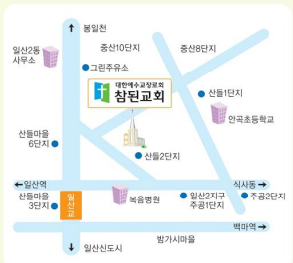 ↑ 봉일천
일산2동
사무소
중산10단지
중산8단지
그린주유소
대한예수교장로회
참된교회
산들1단지
안곡초등학교
산들마을
6단지
산들2단지
←일산역
식사동→
산들마을
3단지
일산교
복음병원
일산2지구
주공1단지
주공2단지
백마역→
밤가시마을
↓ 일산신도시